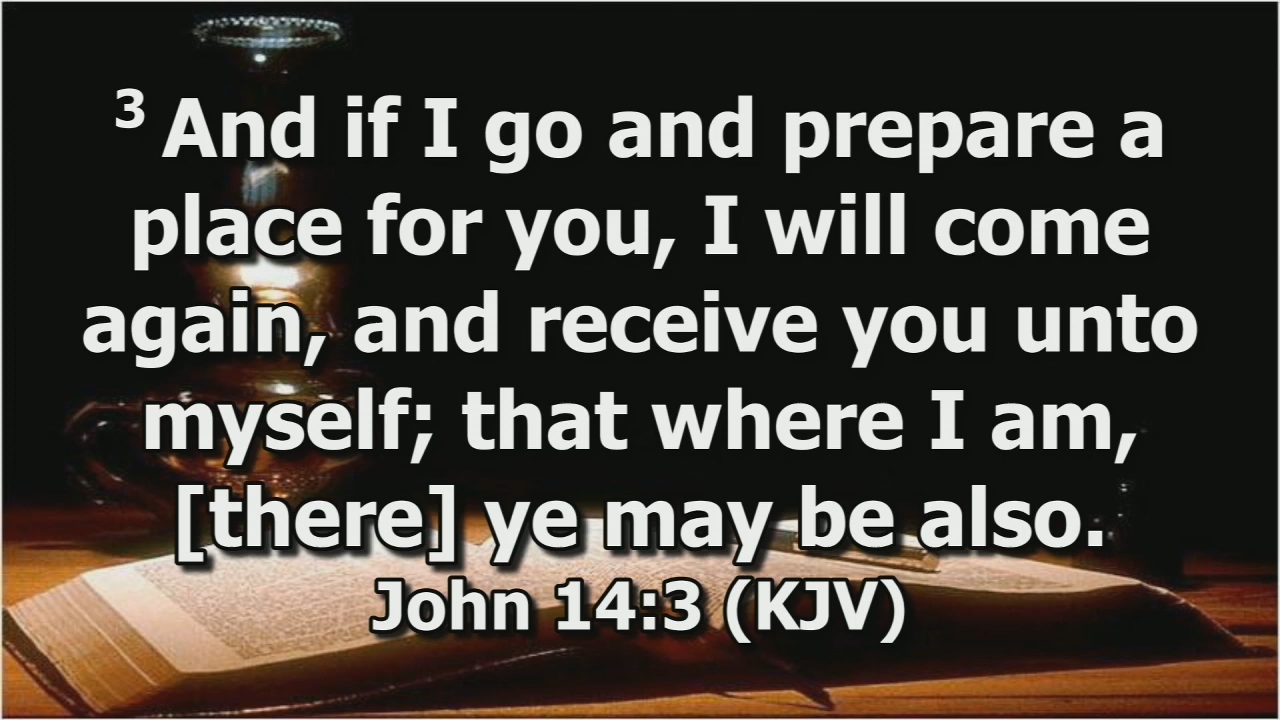 3 And if I go and prepare a
place for you, I will come
again, and receive you unto
myself; that where I am,
[there] ye may be also.
John 14:3 (KJV)